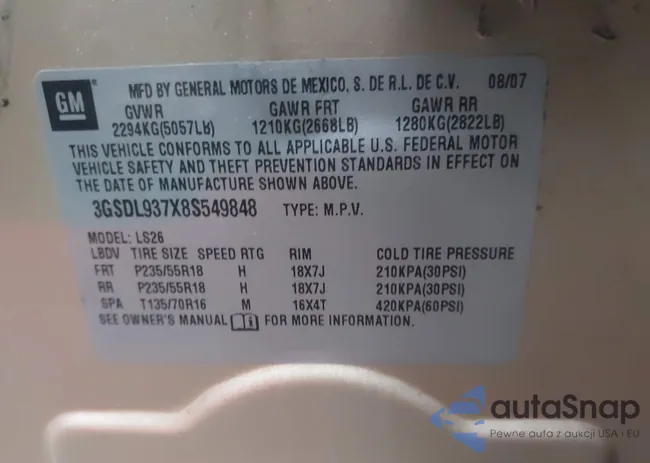 GM
MFD BY GENERAL MOTORS DE MEXICO, S. DE R.L. DE C.V. 08/07
GVWR GAWR FRT GAWR RR
2294KG(5057LB) 1210KG(2668LB) 1280KG(2822LB)
THIS VEHICLE CONFORMS TO ALL APPLICABLE U.S. FEDERAL MOTOR
VEHICLE SAFETY AND THEFT PREVENTION STANDARDS IN EFFECT ON
THE DATE OF MANUFACTURE SHOWN ABOVE.
3GSDL937X8S549848 TYPE: M.P.V.
MODEL: LS26
LBDV TIRE SIZE SPEED RTG RIM COLD TIRE PRESSURE
FRT P235/55R18 H 18X7J 210KPA(30PSI)
RR P235/55R18 H 18X7J 210KPA(30PSI)
SPA T135/70R16 M 16X4T 420KPA(60PSI)
SEE OWNER'S MANUAL FOR MORE INFORMATION.
autaSnap
Pewne auta z aukcji USA i EU